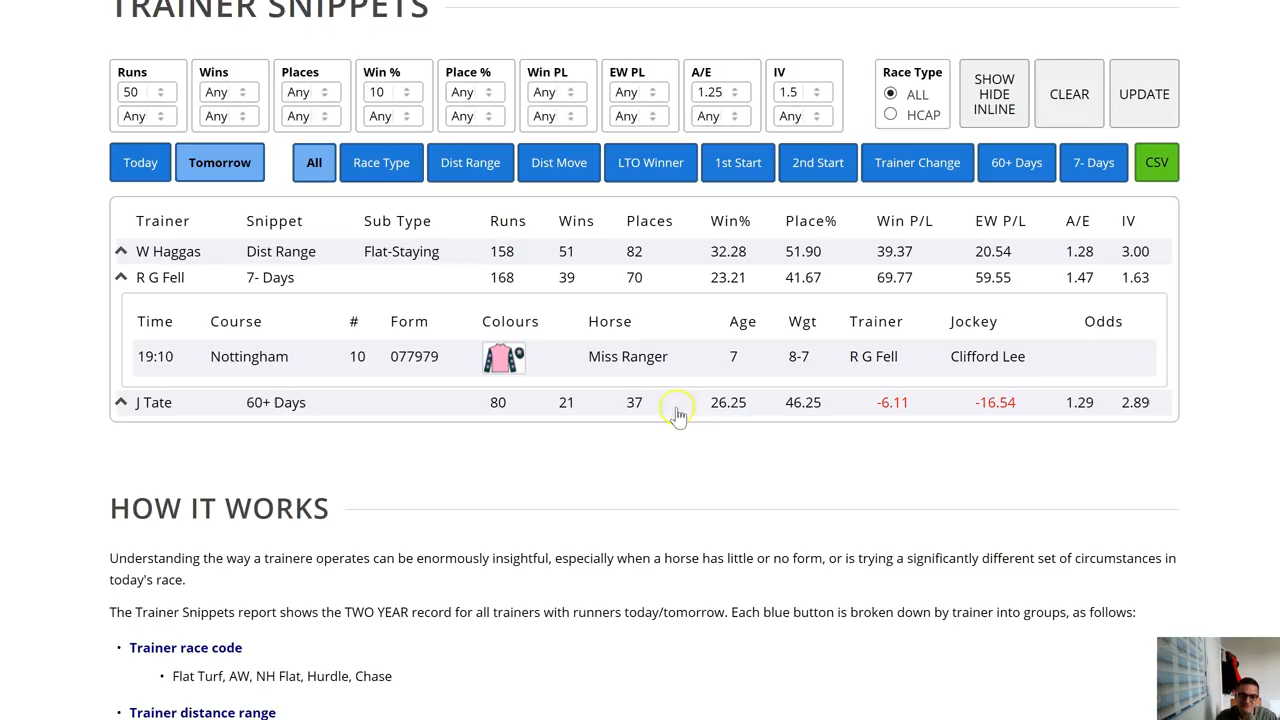 TRAINER SNIPPETS
Runs Wins Places Win % Place % Win PL EW PL A/E IV Race Type
50 Any Any 10 Any Any Any 1.25 1.5 ALL
Any Any Any Any Any Any Any Any Any HCAP
SHOW HIDE INLINE CLEAR UPDATE
Today Tomorrow All Race Type Dist Range Dist Move LTO Winner 1st Start 2nd Start Trainer Change 60+ Days 7- Days CSV
Trainer Snippet Sub Type Runs Wins Places Win% Place% Win P/L EW P/L A/E IV
W Haggas Dist Range Flat-Staying 158 51 82 32.28 51.90 39.37 20.54 1.28 3.00
R G Fell 7- Days 168 39 70 23.21 41.67 69.77 59.55 1.47 1.63
Time Course # Form Colours Horse Age Wgt Trainer Jockey Odds
19:10 Nottingham 10 077979 Miss Ranger 7 8-7 R G Fell Clifford Lee
J Tate 60+ Days 80 21 37 26.25 46.25 -6.11 -16.54 1.29 2.89
HOW IT WORKS
Understanding the way a trainere operates can be enormously insightful, especially when a horse has little or no form, or is trying a significantly different set of circumstances in
today's race.
The Trainer Snippets report shows the TWO YEAR record for all trainers with runners today/tomorrow. Each blue button is broken down by trainer into groups, as follows:
• Trainer race code
• Flat Turf, AW, NH Flat, Hurdle, Chase
• Trainer distance range